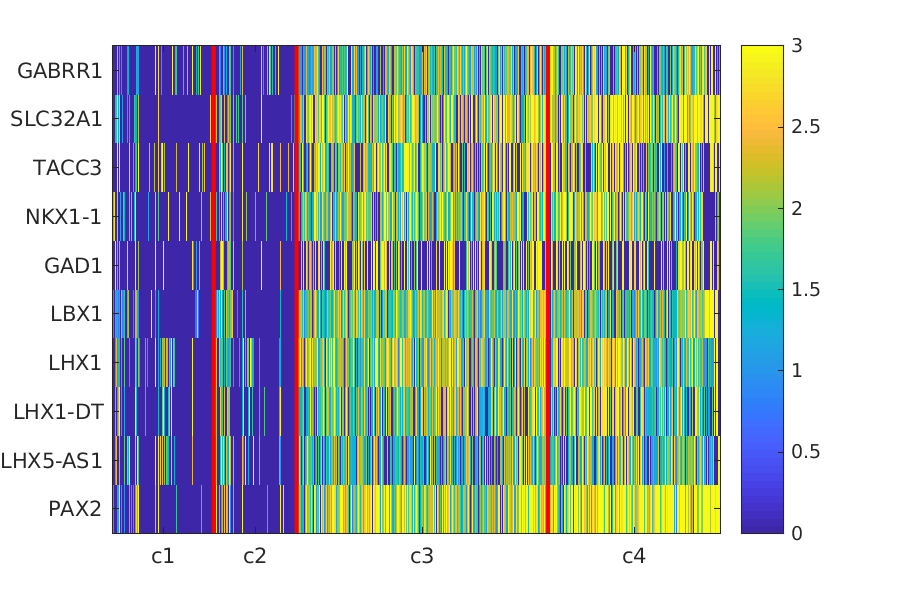 GABRR1
SLC32A1
TACC3
NKX1-1
GAD1
LBX1
LHX1
LHX1-DT
LHX5-AS1
PAX2
c1 c2 c3 c4
3
2.5
2
1.5
1
0.5
0